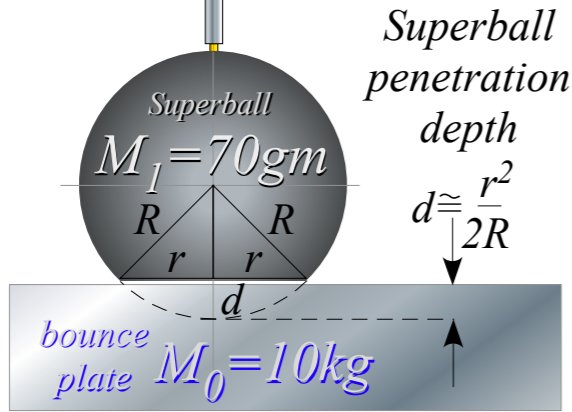 Superball
M₁=70gm
R R
r r
d
bounce
plate M₀=10kg
Superball
penetration
depth
d≅r²/2R